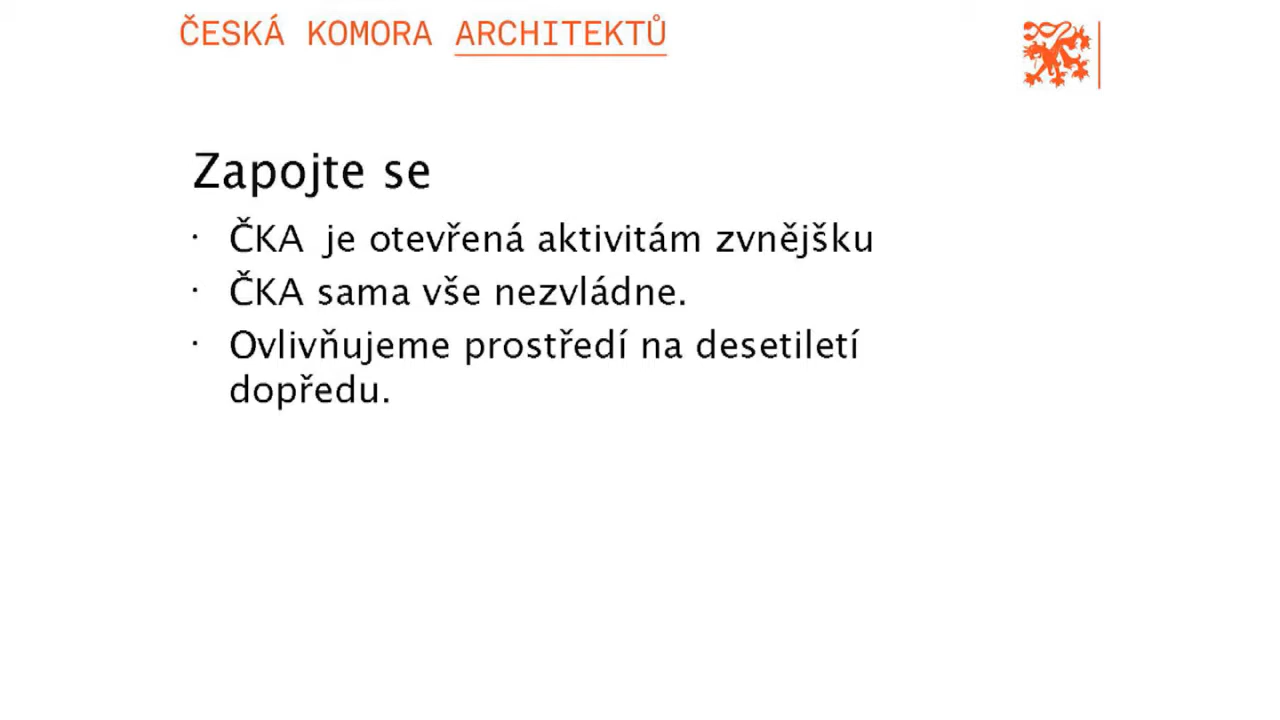 ČESKÁ KOMORA ARCHITEKTŮ
Zapojte se
· ČKA je otevřená aktivitám zvnějšku
· ČKA sama vše nezvládne.
· Ovlivňujeme prostředí na desetiletí
dopředu.